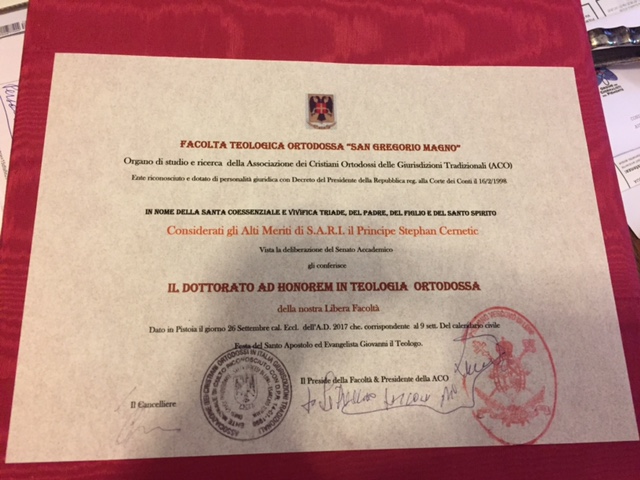 FACOLTA TEOLOGICA ORTODOSSA "SAN GREGORIO MAGNO"
Organo di studio e ricerca della Associazione dei Cristiani Ortodossi delle Giurisdizioni Tradizionali (ACO)
Ente riconosciuto e dotato di personalità giuridica con Decreto del Presidente della Repubblica reg. alla Corte dei Conti il 16/2/1998
IN NOME DELLA SANTA COESSENZIALE E VIVIFICA TRIADE, DEL PADRE, DEL FIGLIO E DEL SANTO SPIRITO
Considerati gli Alti Meriti di S.A.R.I. il Principe Stephan Cernetic
Vista la deliberazione del Senato Accademico
gli conferisce
IL DOTTORATO AD HONOREM IN TEOLOGIA ORTODOSSA
della nostra Libera Facoltà
Dato in Pistoia il giorno 26 Settembre cal. Eccl. dell'A.D. 2017 che. corrispondente al 9 sett. Del calendario civile
Festa del Santo Apostolo ed Evangelista Giovanni il Teologo.
Il Preside della Facoltà & Presidente della ACO
Il Cancelliere